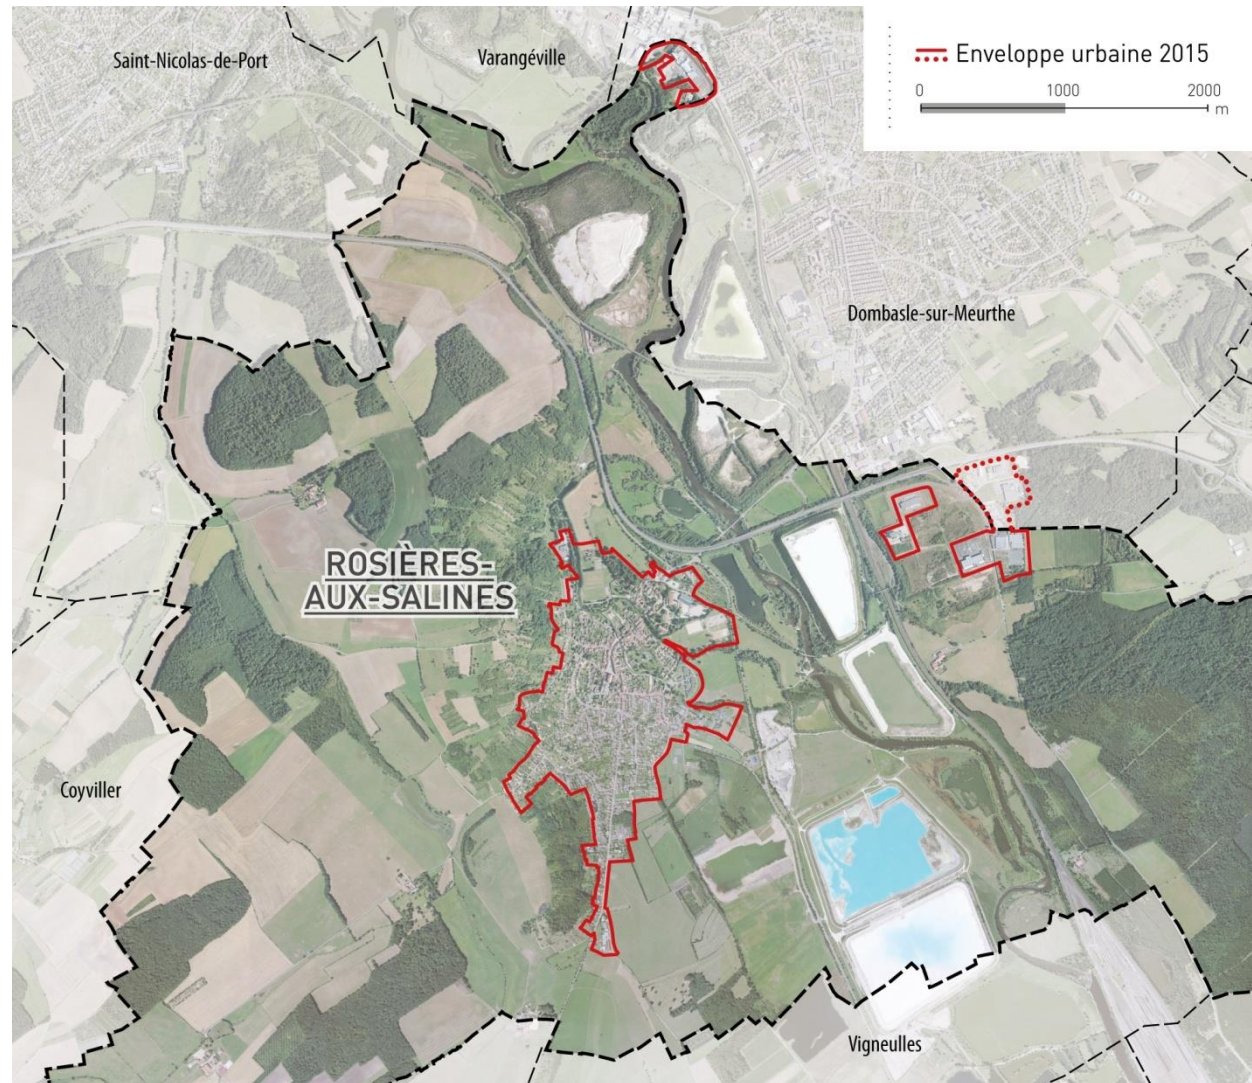 Saint-Nicolas-de-Port
Varangéville
Enveloppe urbaine 2015
0 1000 2000
m
Dombasle-sur-Meurthe
ROSIÈRES-
AUX-SALINES
Coyviller
Vigneulles